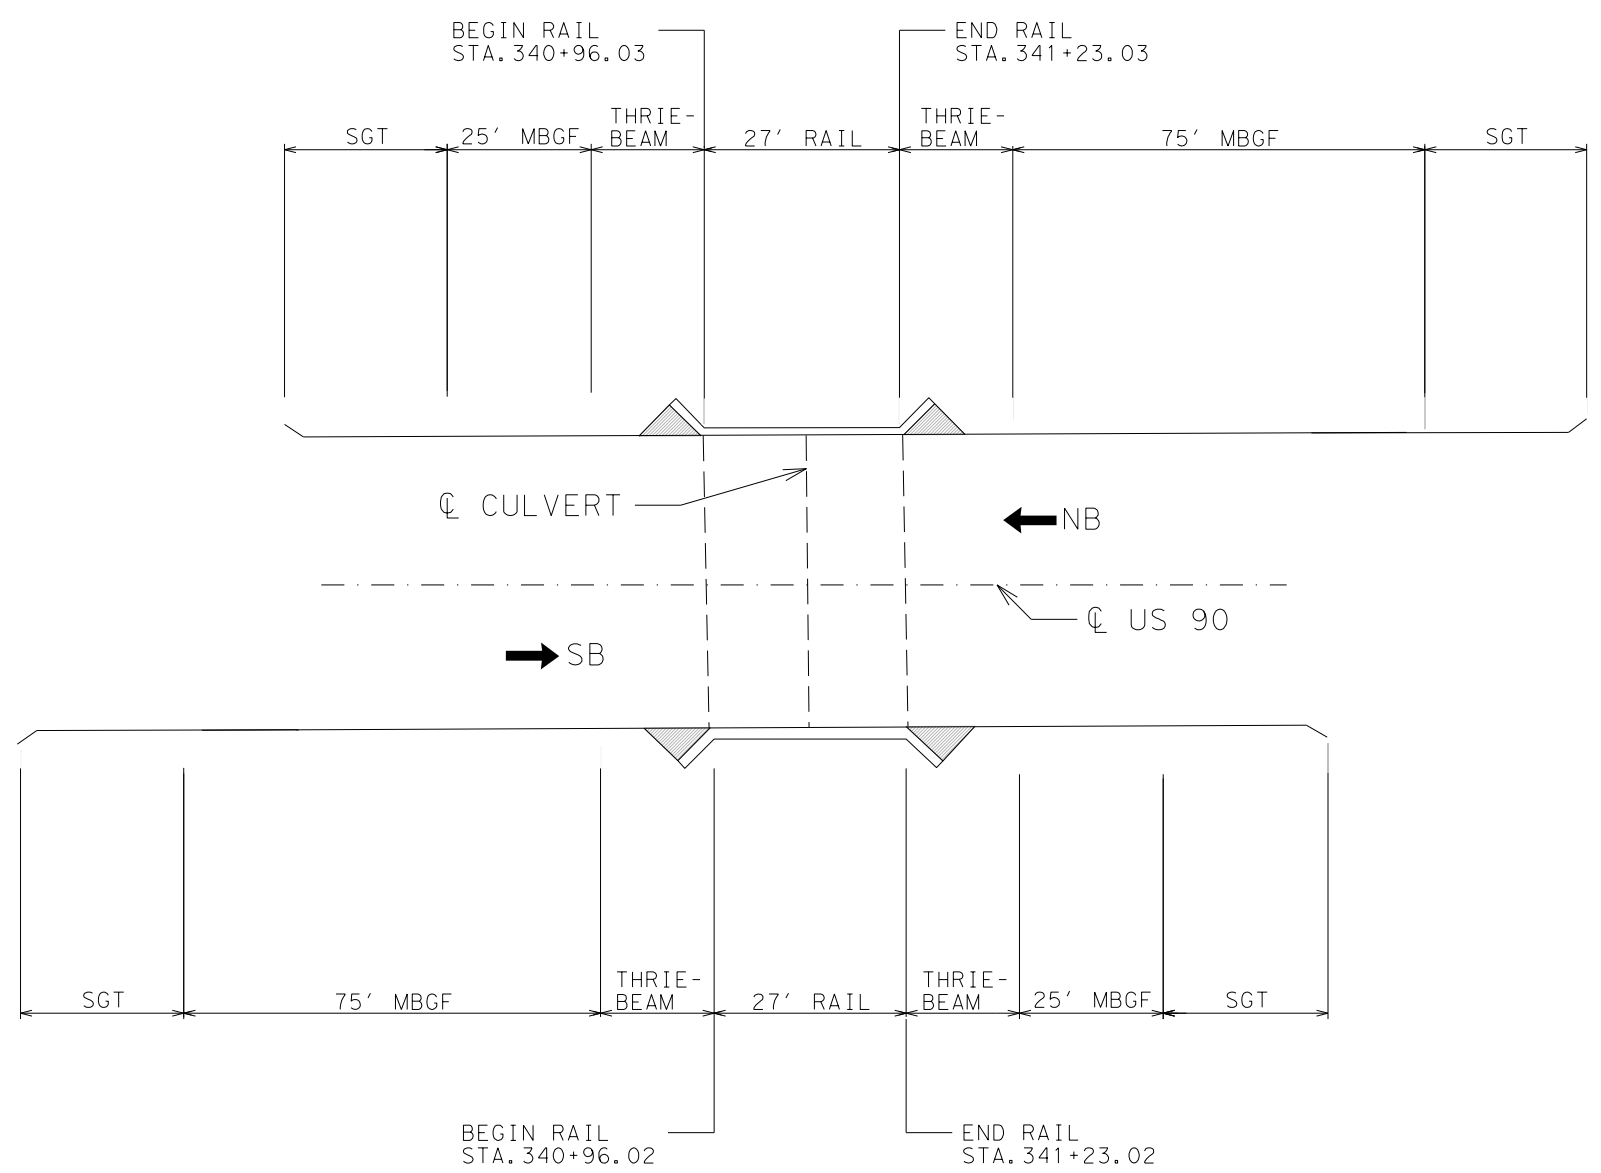 BEGIN RAIL
STA.340+96.03
END RAIL
STA.341+23.03
SGT
25' MBGF
THRIE-
BEAM
27' RAIL
THRIE-
BEAM
75' MBGF
SGT
℄ CULVERT
NB
℄ US 90
SB
SGT
75' MBGF
THRIE-
BEAM
27' RAIL
THRIE-
BEAM
25' MBGF
SGT
BEGIN RAIL
STA.340+96.02
END RAIL
STA.341+23.02